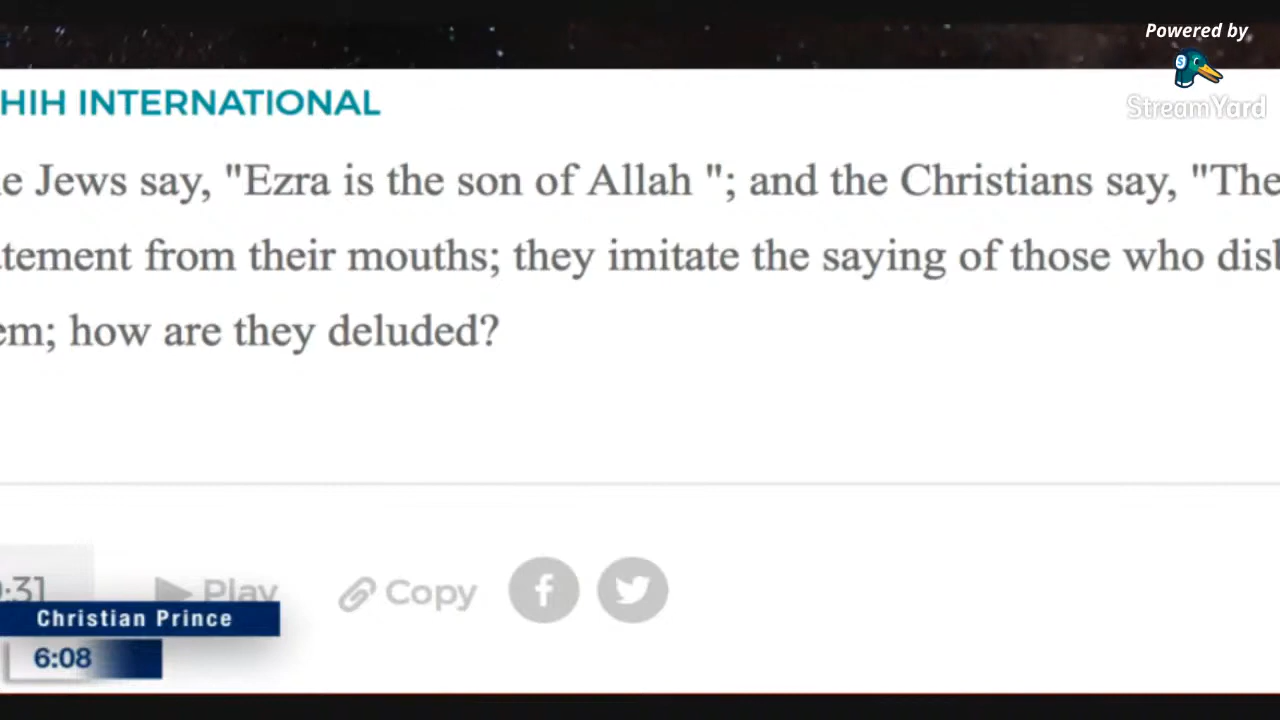 Powered by
StreamYard
HIH INTERNATIONAL
e Jews say, "Ezra is the son of Allah "; and the Christians say, "The
tement from their mouths; they imitate the saying of those who disb
em; how are they deluded?
:31
Play
Copy
Christian Prince
6:08